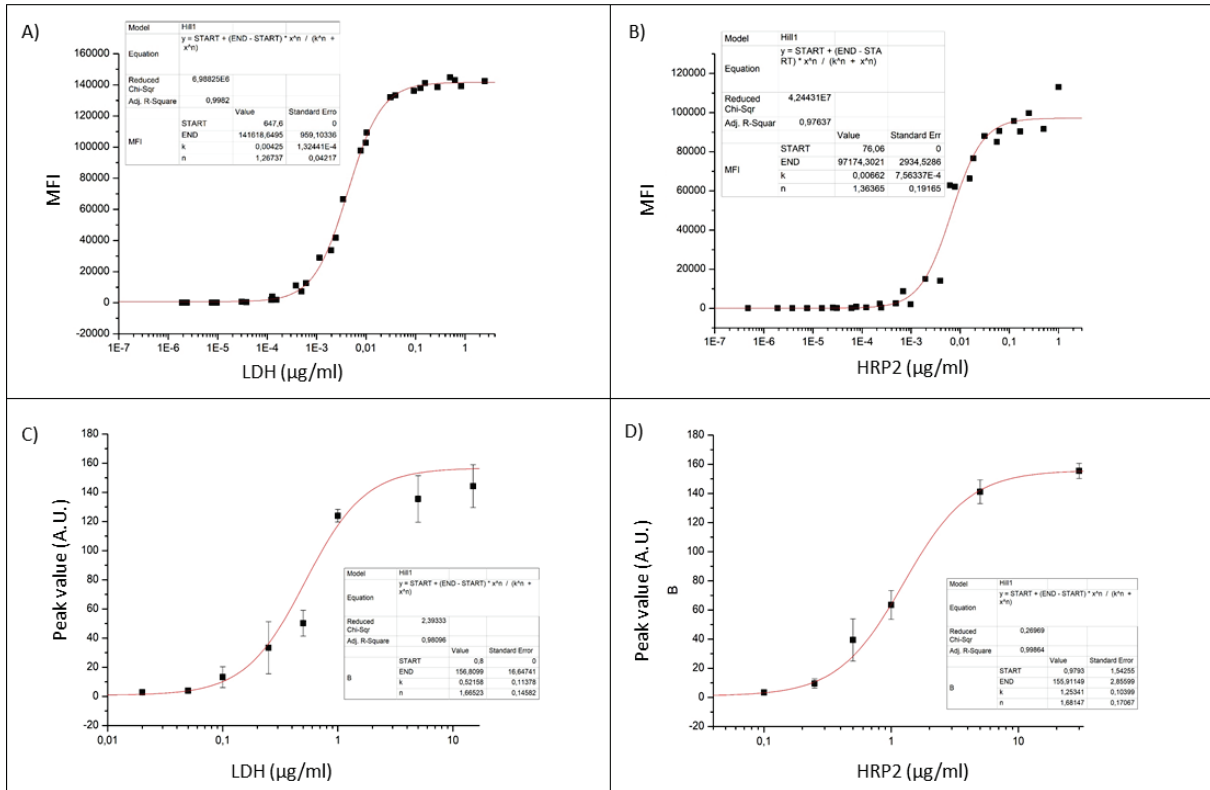 A)
Model Hill1
Equation y = START + (END - START) * x^n / (k^n + x^n)
Reduced Chi-Sqr 6,98825E6
Adj. R-Square 0,9982
Value Standard Erro
MFI START 647,6 0
END 141618,6495 959,10336
k 0,00425 1,32441E-4
n 1,26737 0,04217
160000
140000
120000
100000
80000
60000
40000
20000
0
-20000
MFI
1E-7 1E-6 1E-5 1E-4 1E-3 0,01 0,1 1
LDH (µg/ml)
B)
Model Hill1
Equation y = START + (END - STA
RT) * x^n / (k^n + x^n)
Reduced Chi-Sqr 4,24431E7
Adj. R-Squar 0,97637
Value Standard Err
MFI START 76,06 0
END 97174,3021 2934,5286
k 0,00662 7,56337E-4
n 1,36365 0,19165
120000
100000
80000
60000
40000
20000
0
MFI
1E-7 1E-6 1E-5 1E-4 1E-3 0,01 0,1 1
HRP2 (µg/ml)
C)
180
160
140
120
100
80
60
40
20
0
-20
Peak value (A.U.)
Model Hill1
Equation y = START + (END - START) * x^n / (k^n + x^n)
Reduced Chi-Sqr 2,39333
Adj. R-Square 0,98096
Value Standard Error
B START 0,8 0
END 156,8099 16,64741
k 0,52158 0,11378
n 1,66523 0,14582
0,01 0,1 1 10
LDH (µg/ml)
D)
180
160
140
120
100
80
60
40
20
0
-20
Peak value (A.U.)
B
Model Hill1
Equation y = START + (END - START) * x^n / (k^n + x^n)
Reduced Chi-Sqr 0,26969
Adj. R-Square 0,99864
Value Standard Error
B START 0,9793 1,54255
END 155,91149 2,85599
k 1,25341 0,10399
n 1,68147 0,17067
0,1 1 10
HRP2 (µg/ml)